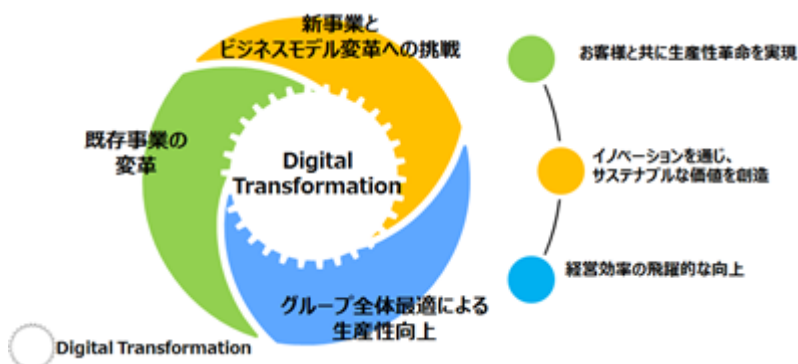 新事業と
ビジネスモデル変革への挑戦
既存事業の
変革
Digital
Transformation
グループ全体最適による
生産性向上
Digital Transformation
お客様と共に生産性革命を実現
イノベーションを通じ、
サステナブルな価値を創造
経営効率の飛躍的な向上